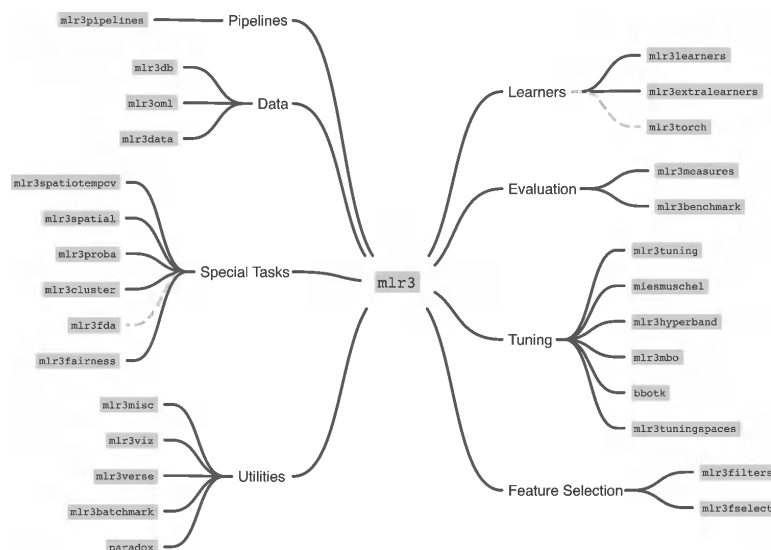 mlr3pipelines
Pipelines
mlr3db
mlr3oml
mlr3data
Data
mlr3spatiotempcv
mlr3spatial
mlr3proba
mlr3cluster
mlr3fda
mlr3fairness
Special Tasks
mlr3misc
mlr3viz
mlr3verse
mlr3batchmark
paradox
Utilities
mlr3
Learners
mlr3learners
mlr3extralearners
mlr3torch
Evaluation
mlr3measures
mlr3benchmark
Tuning
mlr3tuning
miesmuschel
mlr3hyperband
mlr3mbo
bbotk
mlr3tuningspaces
Feature Selection
mlr3filters
mlr3fselect